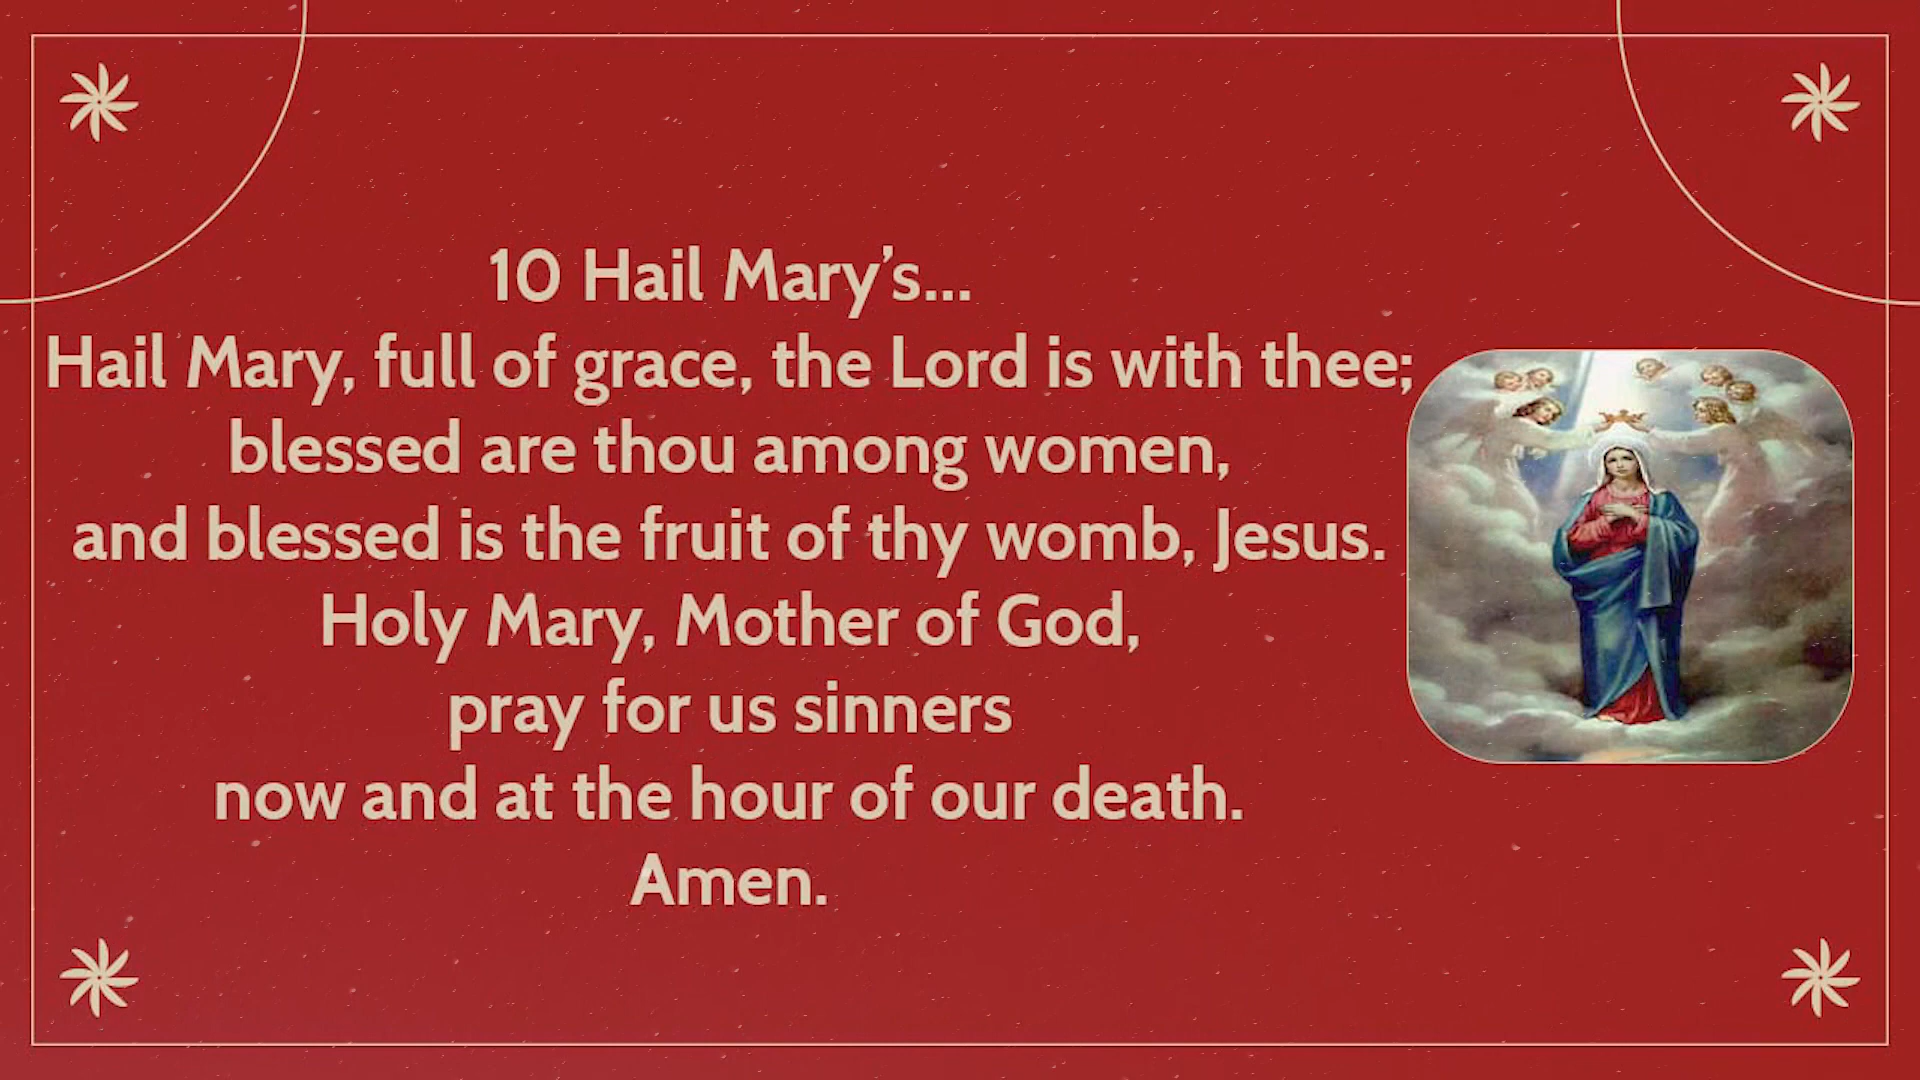 10 Hail Mary’s...
Hail Mary, full of grace, the Lord is with thee;
blessed are thou among women,
and blessed is the fruit of thy womb, Jesus.
Holy Mary, Mother of God,
pray for us sinners
now and at the hour of our death.
Amen.